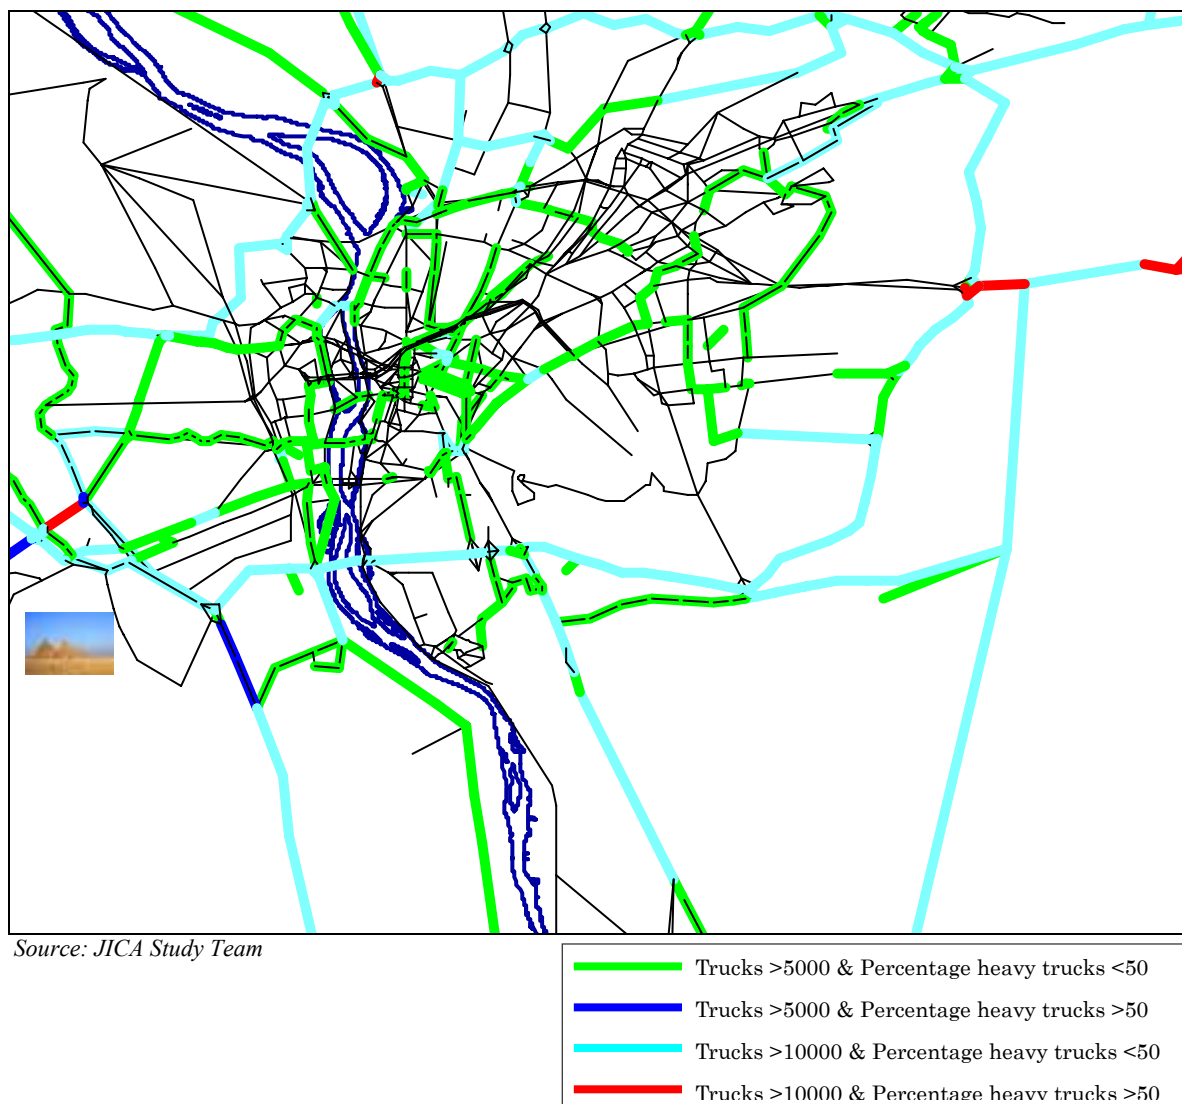 Source: JICA Study Team
Trucks >5000 & Percentage heavy trucks <50
Trucks >5000 & Percentage heavy trucks >50
Trucks >10000 & Percentage heavy trucks <50
Trucks >10000 & Percentage heavy trucks >50